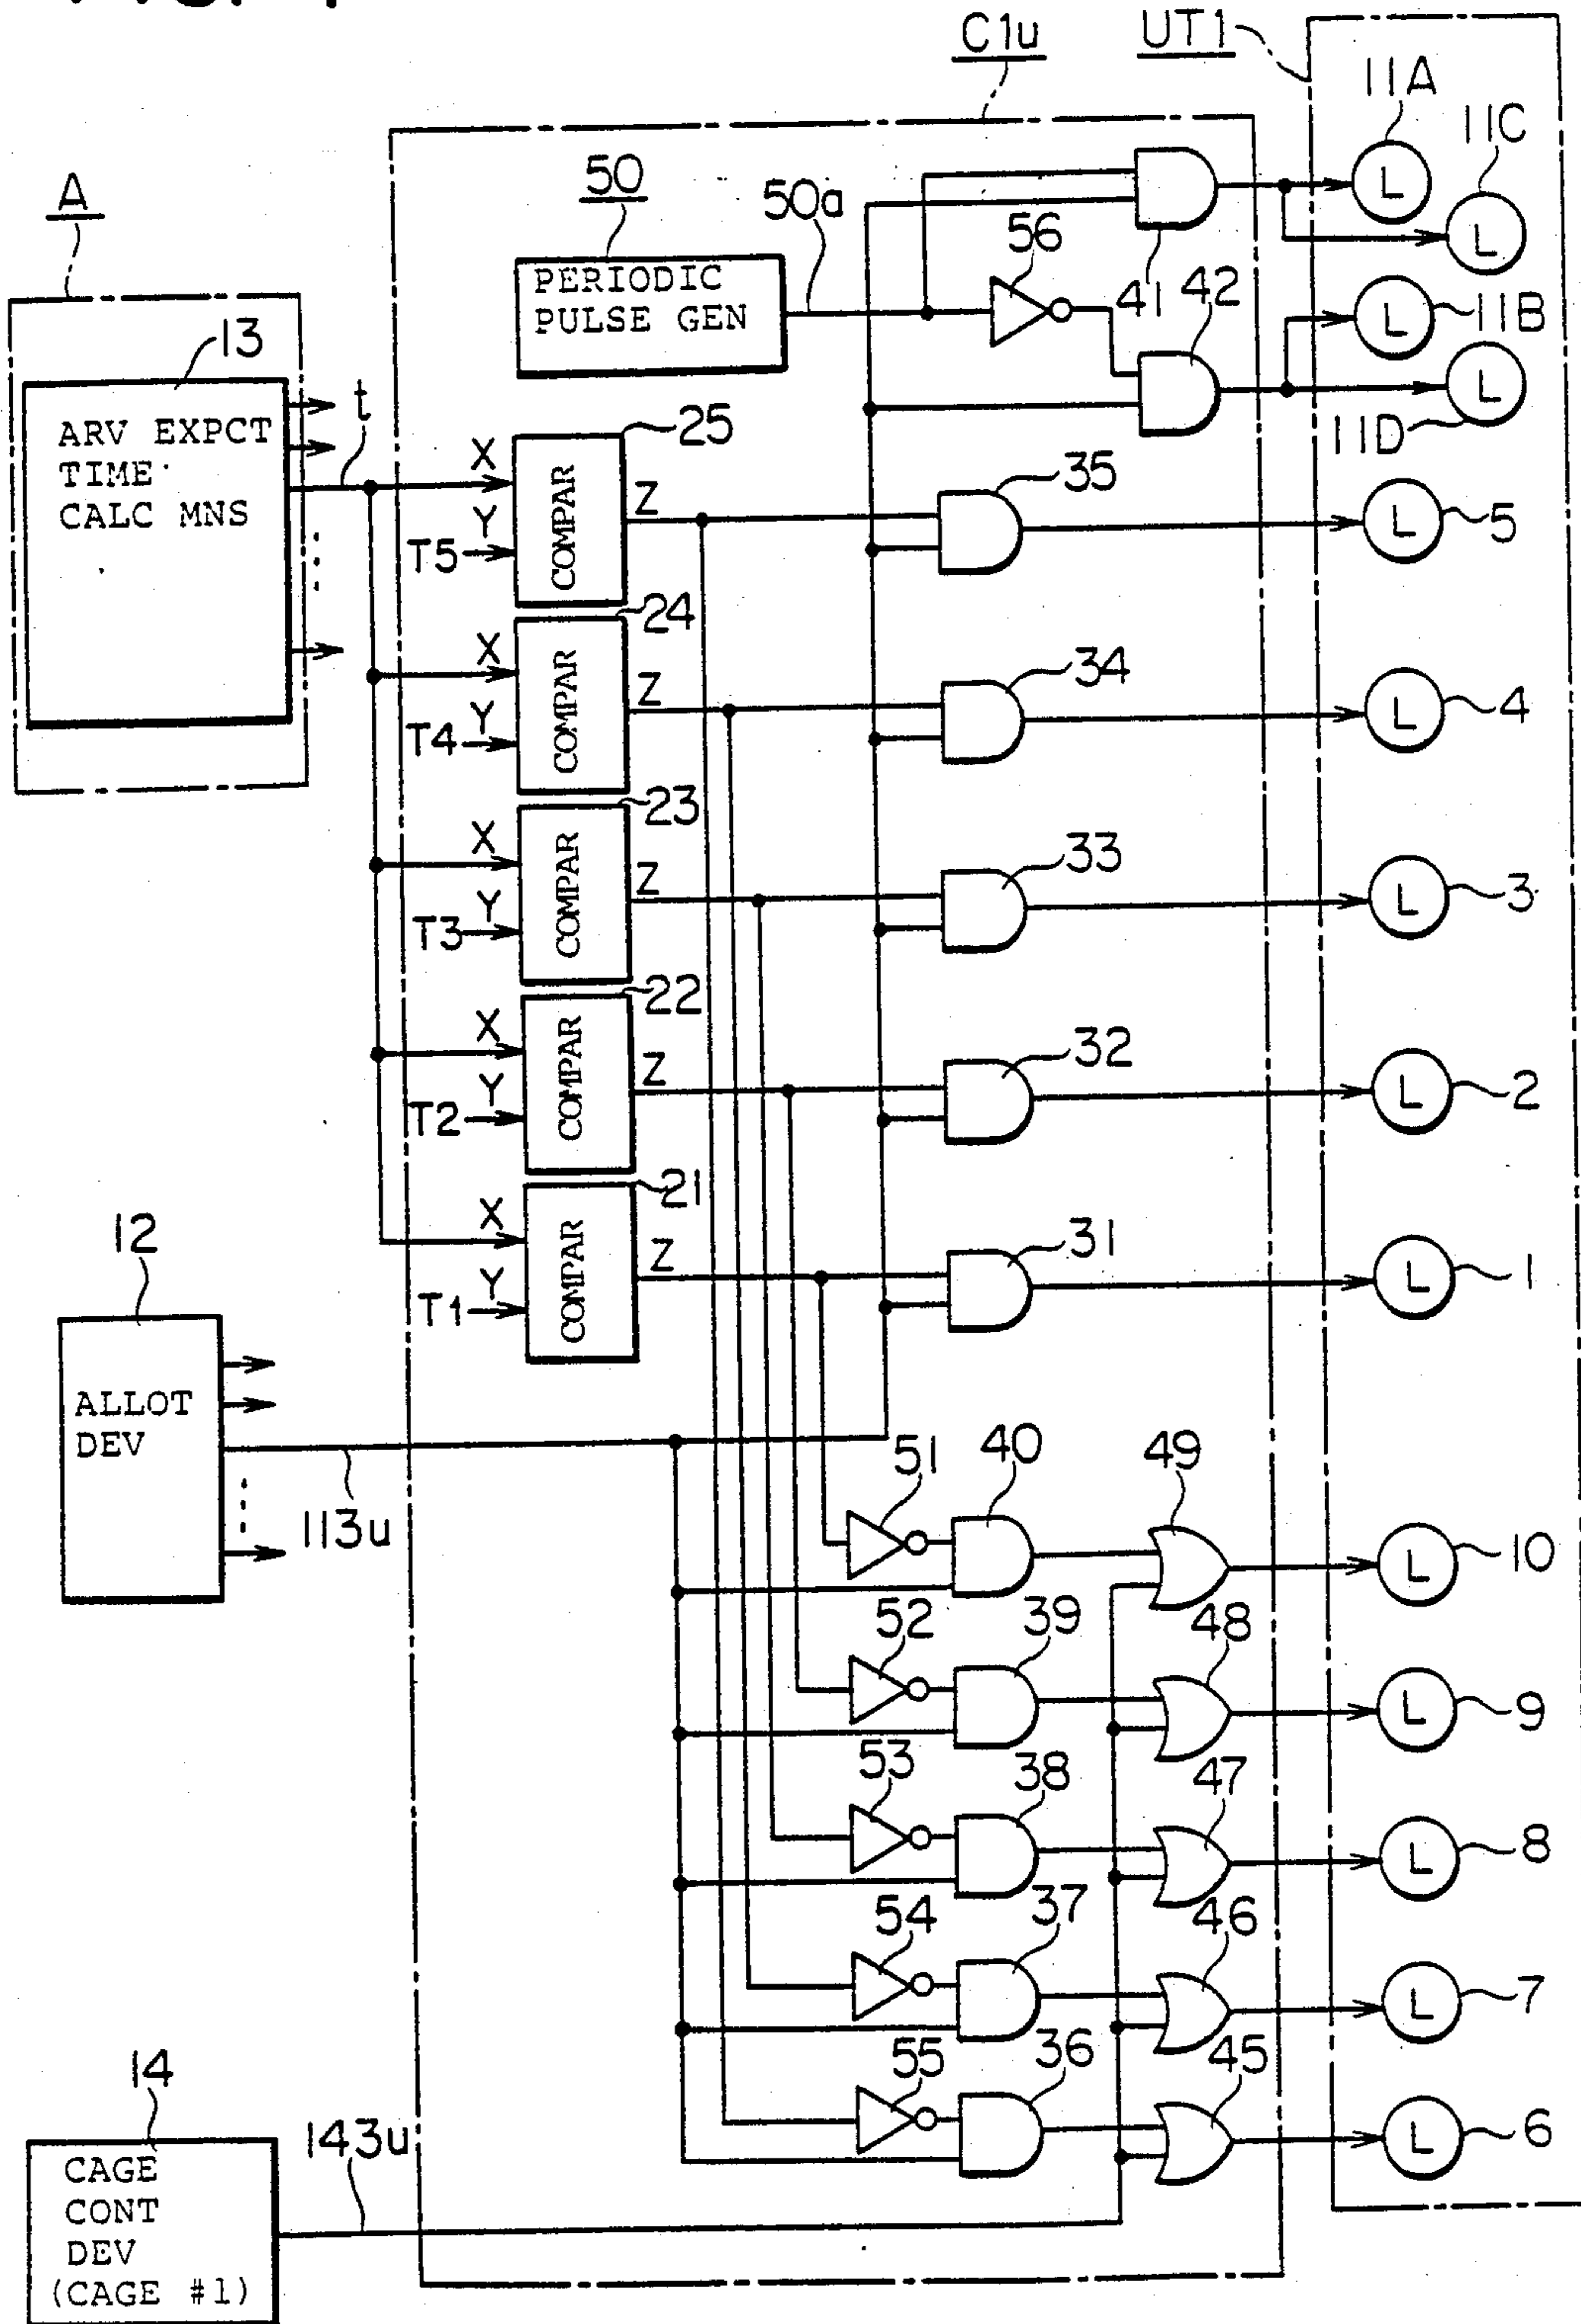 C1u
UT1
11A
11C
A
50
50a
56
41
42
11B
11D
PERIODIC
PULSE GEN
13
t
ARV EXPCT
TIME
CALC MNS
X
Y
T5
COMPAR
25
Z
35
5
X
Y
T4
COMPAR
24
Z
34
4
X
Y
T3
COMPAR
23
Z
33
3
X
Y
T2
COMPAR
22
Z
32
2
X
Y
T1
COMPAR
21
Z
31
1
12
ALLOT
DEV
113u
51
40
49
10
52
39
48
9
53
38
47
8
54
37
46
7
55
36
45
6
14
143u
CAGE
CONT
DEV
(CAGE #1)
L
L
L
L
L
L
L
L
L
L
L
L
L
L